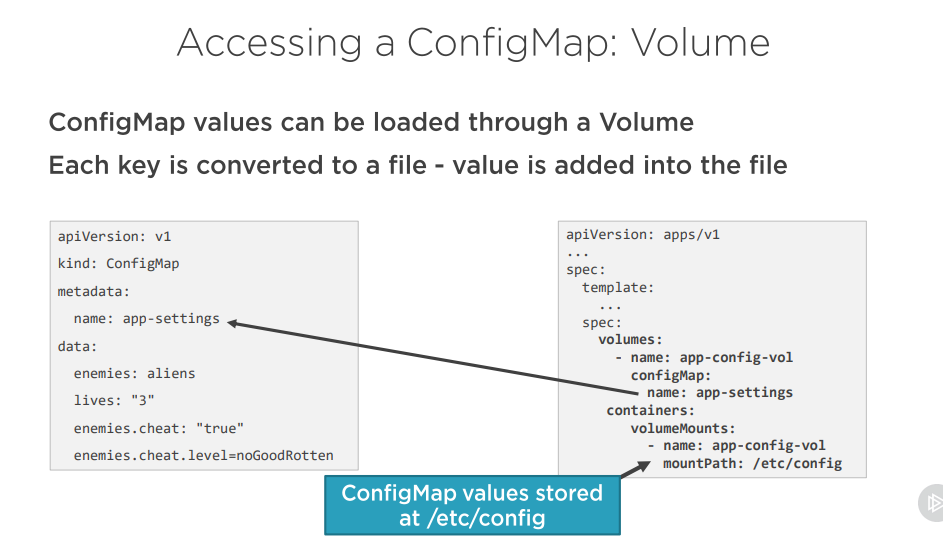 Accessing a ConfigMap: Volume
ConfigMap values can be loaded through a Volume
Each key is converted to a file - value is added into the file
apiVersion: v1
kind: ConfigMap
metadata:
  name: app-settings
data:
  enemies: aliens
  lives: "3"
  enemies.cheat: "true"
  enemies.cheat.level=noGoodRotten
apiVersion: apps/v1
...
spec:
  template:
    ...
  spec:
    volumes:
      - name: app-config-vol
        configMap:
          name: app-settings
     containers:
        volumeMounts:
          - name: app-config-vol
            mountPath: /etc/config
ConfigMap values stored
at /etc/config